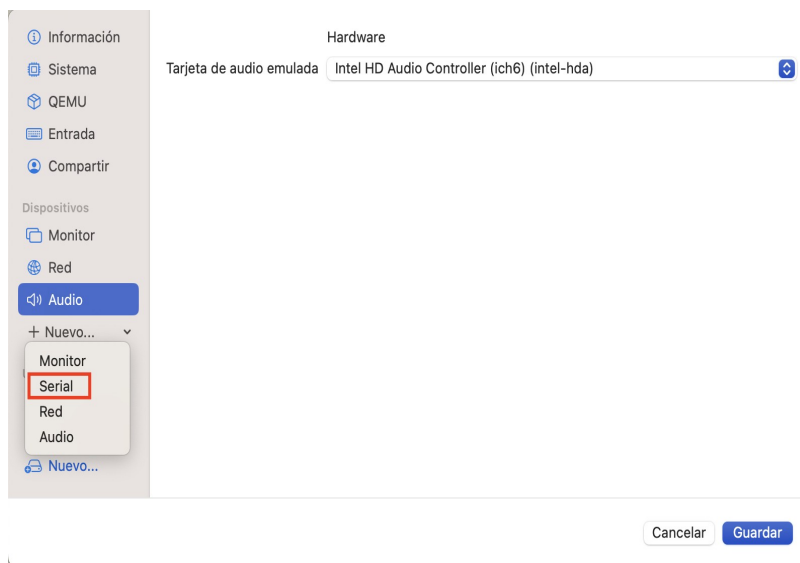 Información
Sistema
QEMU
Entrada
Compartir
Dispositivos
Monitor
Red
Audio
+ Nuevo...
Monitor
Serial
Red
Audio
Nuevo...
Hardware
Tarjeta de audio emulada Intel HD Audio Controller (ich6) (intel-hda)
Cancelar Guardar